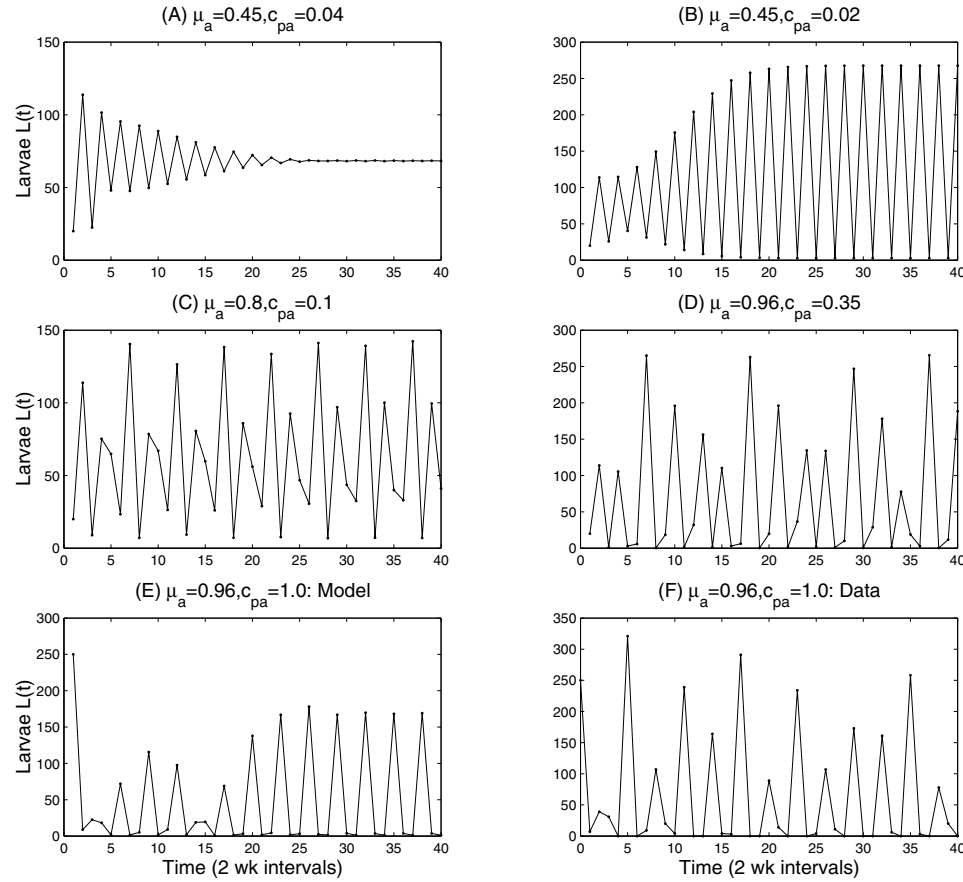 (A) μa=0.45,cpa=0.04
Larvae L(t)
150
100
50
0
0 5 10 15 20 25 30 35 40
(B) μa=0.45,cpa=0.02
300
250
200
150
100
50
0
0 5 10 15 20 25 30 35 40
(C) μa=0.8,cpa=0.1
Larvae L(t)
150
100
50
0
0 5 10 15 20 25 30 35 40
(D) μa=0.96,cpa=0.35
300
250
200
150
100
50
0
0 5 10 15 20 25 30 35 40
(E) μa=0.96,cpa=1.0: Model
Larvae L(t)
300
250
200
150
100
50
0
0 5 10 15 20 25 30 35 40
Time (2 wk intervals)
(F) μa=0.96,cpa=1.0: Data
350
300
250
200
150
100
50
0
0 5 10 15 20 25 30 35 40
Time (2 wk intervals)